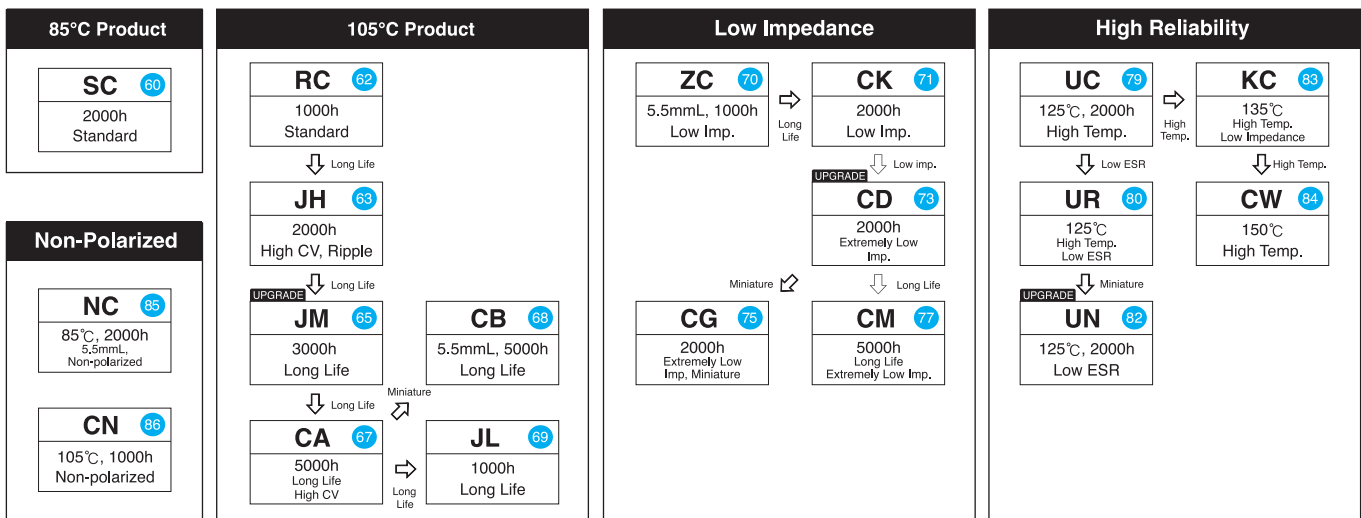 85°C Product
SC 60
2000h
Standard
Non-Polarized
NC 85
85℃, 2000h
5.5mmL,
Non-polarized
CN 86
105℃, 1000h
Non-polarized
105°C Product
RC 62
1000h
Standard
Long Life
JH 63
2000h
High CV, Ripple
Long Life
UPGRADE
JM 65
3000h
Long Life
CB 68
5.5mmL, 5000h
Long Life
Long Life
Miniature
CA 67
5000h
Long Life
High CV
Long
Life
JL 69
1000h
Long Life
Low Impedance
ZC 70
5.5mmL, 1000h
Low Imp.
Long
Life
CK 71
2000h
Low Imp.
Low imp.
UPGRADE
CD 73
2000h
Extremely Low
Imp.
Miniature
Long Life
CG 75
2000h
Extremely Low
Imp, Miniature
CM 77
5000h
Long Life
Extremely Low Imp.
High Reliability
UC 79
125℃, 2000h
High Temp.
High
Temp.
KC 83
135℃
High Temp.
Low Impedance
Low ESR
High Temp.
UR 80
125℃
High Temp.
Low ESR
CW 84
150℃
High Temp.
Miniature
UPGRADE
UN 82
125℃, 2000h
Low ESR